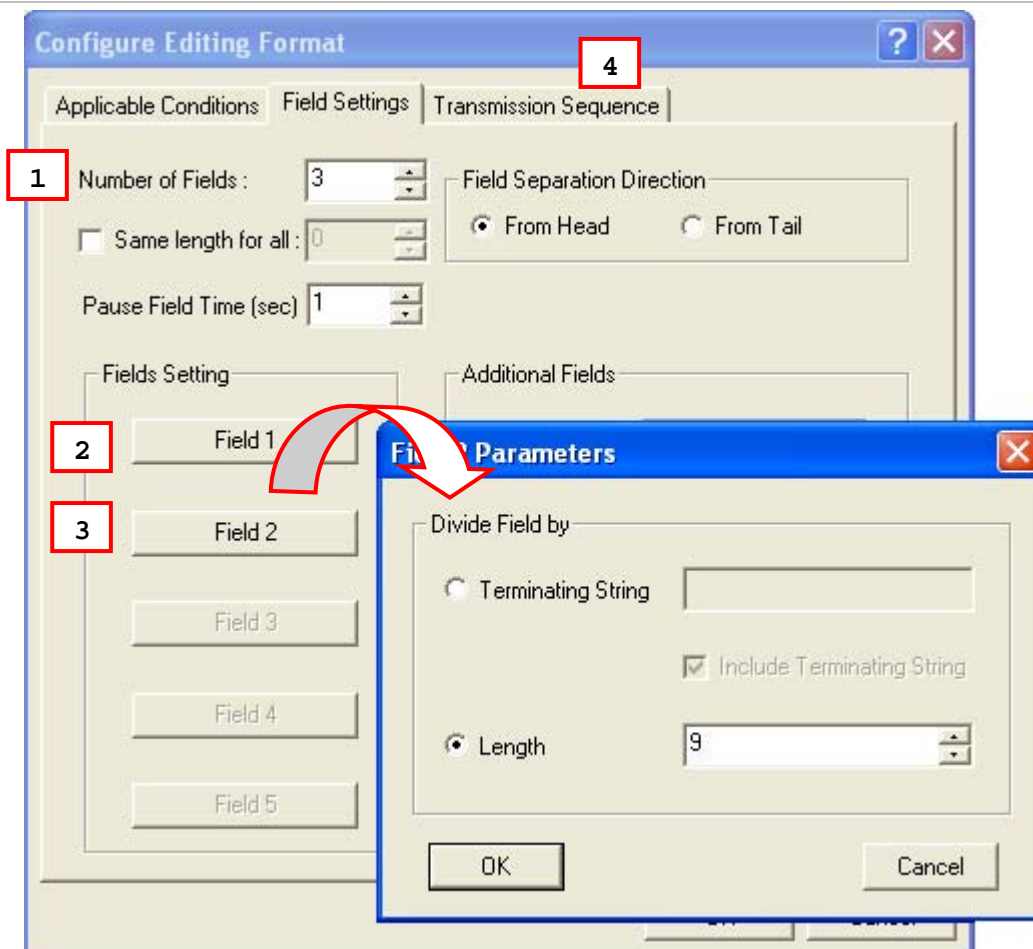 Configure Editing Format
4
Applicable Conditions Field Settings Transmission Sequence
1 Number of Fields : 3 Field Separation Direction
Same length for all : 0 From Head From Tail
Pause Field Time (sec) 1
Fields Setting Additional Fields
2 Field 1
Parameters
3 Field 2 Divide Field by
Terminating String
Field 3
Include Terminating String
Field 4
Length 9
Field 5
OK Cancel